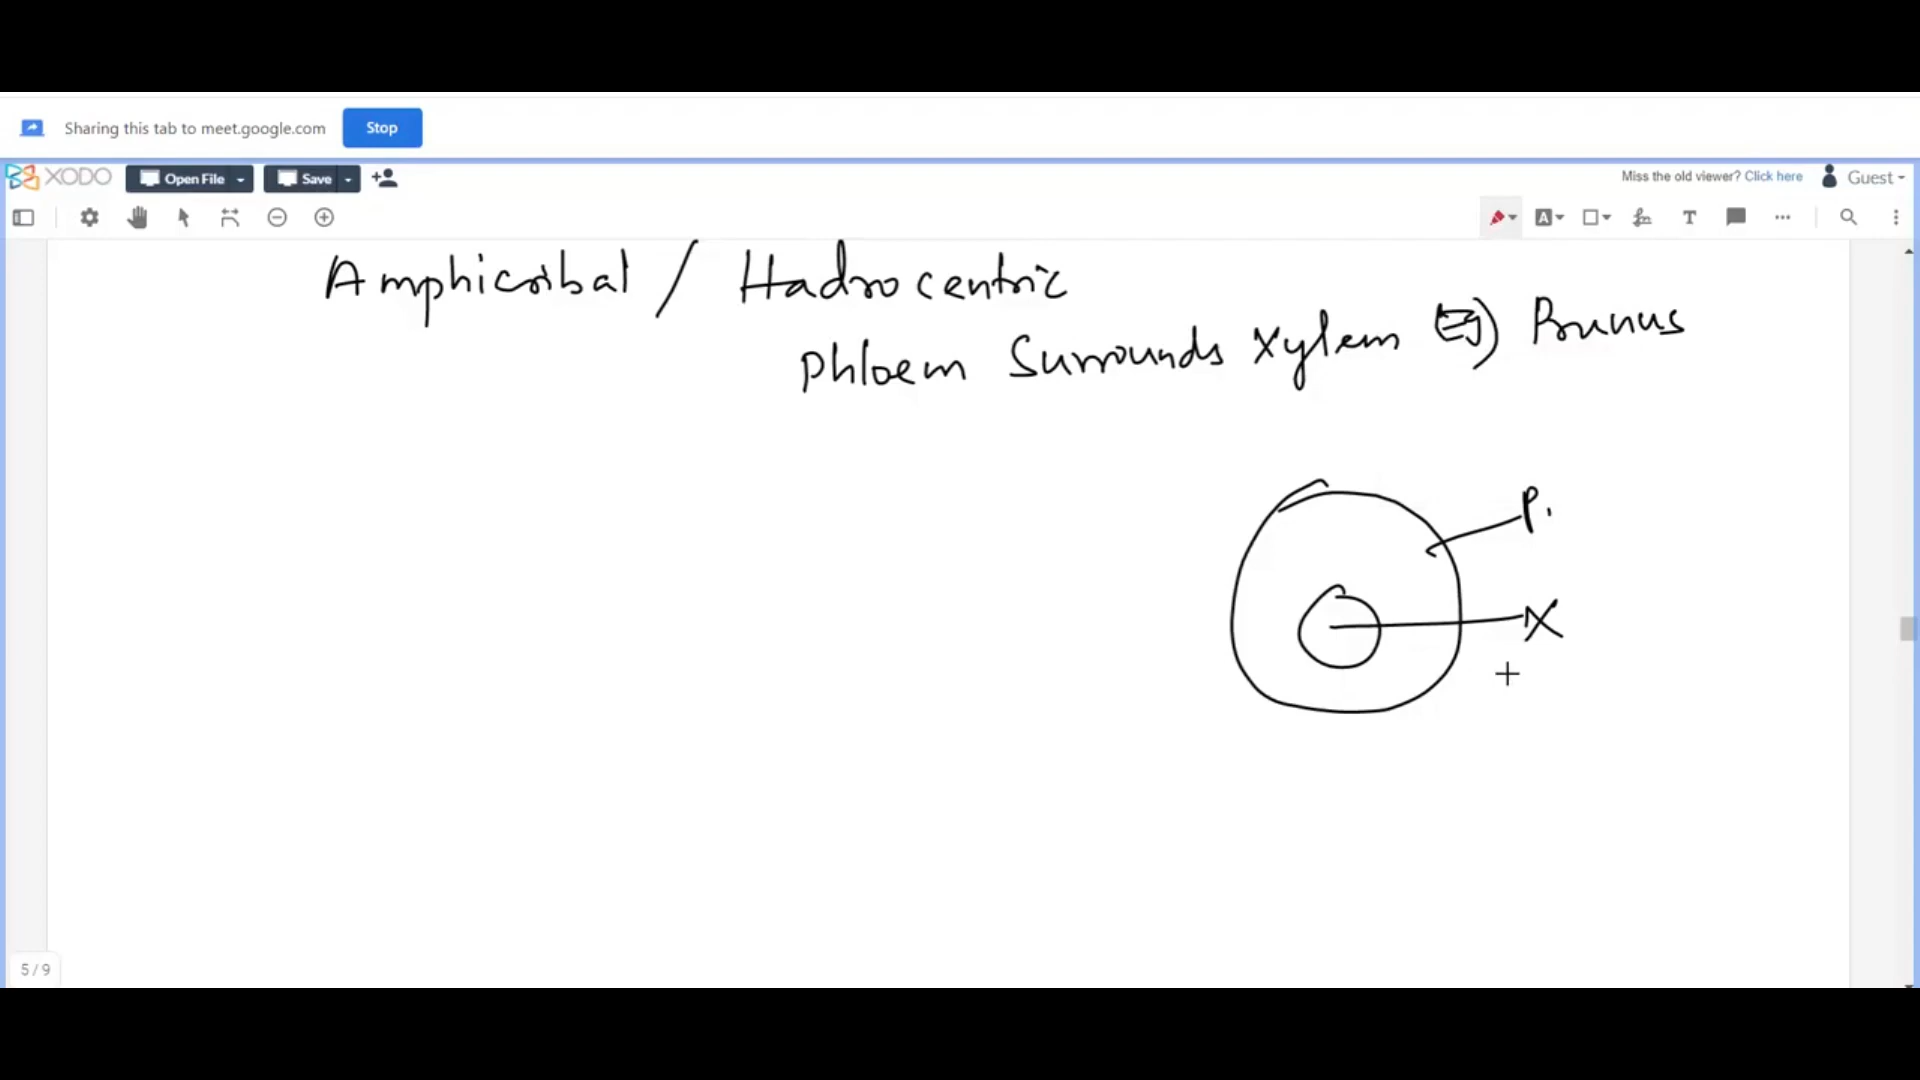 Sharing this tab to meet.google.com Stop
XODO Open File Save Miss the old viewer? Click here Guest
Amphicribal / Hadrocentric
Phloem Surrounds Xylem Eg) Prunus
P.
X
5 / 9